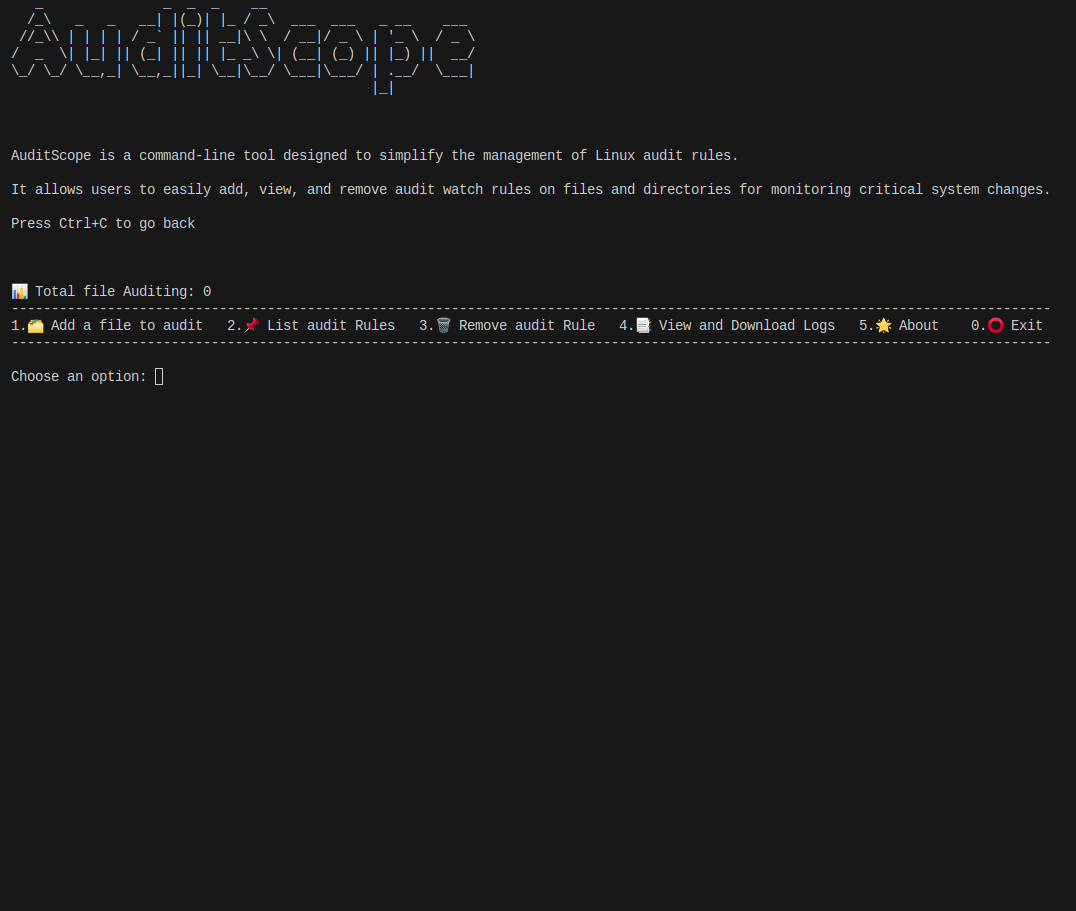 AuditScope
AuditScope is a command-line tool designed to simplify the management of Linux audit rules.
It allows users to easily add, view, and remove audit watch rules on files and directories for monitoring critical system changes.
Press Ctrl+C to go back
📊 Total file Auditing: 0
----------------------------------------------------------------------------------------------------------------------------------
1.🗂️ Add a file to audit   2.📌 List audit Rules   3.🗑️ Remove audit Rule   4.📑 View and Download Logs   5.🌟 About    0.⭕ Exit
----------------------------------------------------------------------------------------------------------------------------------
Choose an option: